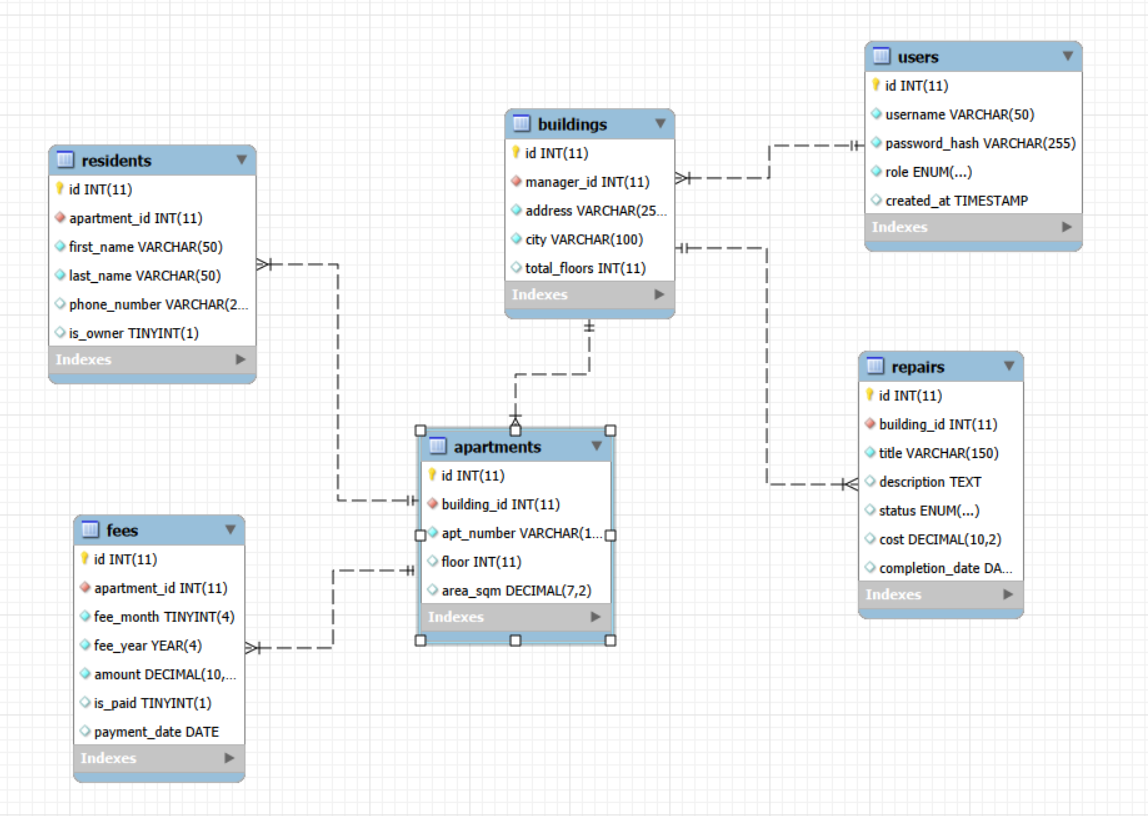 users
id INT(11)
username VARCHAR(50)
password_hash VARCHAR(255)
role ENUM(...)
created_at TIMESTAMP
Indexes
buildings
id INT(11)
manager_id INT(11)
address VARCHAR(25...
city VARCHAR(100)
total_floors INT(11)
Indexes
residents
id INT(11)
apartment_id INT(11)
first_name VARCHAR(50)
last_name VARCHAR(50)
phone_number VARCHAR(2...
is_owner TINYINT(1)
Indexes
repairs
id INT(11)
building_id INT(11)
title VARCHAR(150)
description TEXT
status ENUM(...)
cost DECIMAL(10,2)
completion_date DA...
Indexes
apartments
id INT(11)
building_id INT(11)
apt_number VARCHAR(1...
floor INT(11)
area_sqm DECIMAL(7,2)
Indexes
fees
id INT(11)
apartment_id INT(11)
fee_month TINYINT(4)
fee_year YEAR(4)
amount DECIMAL(10,...
is_paid TINYINT(1)
payment_date DATE
Indexes